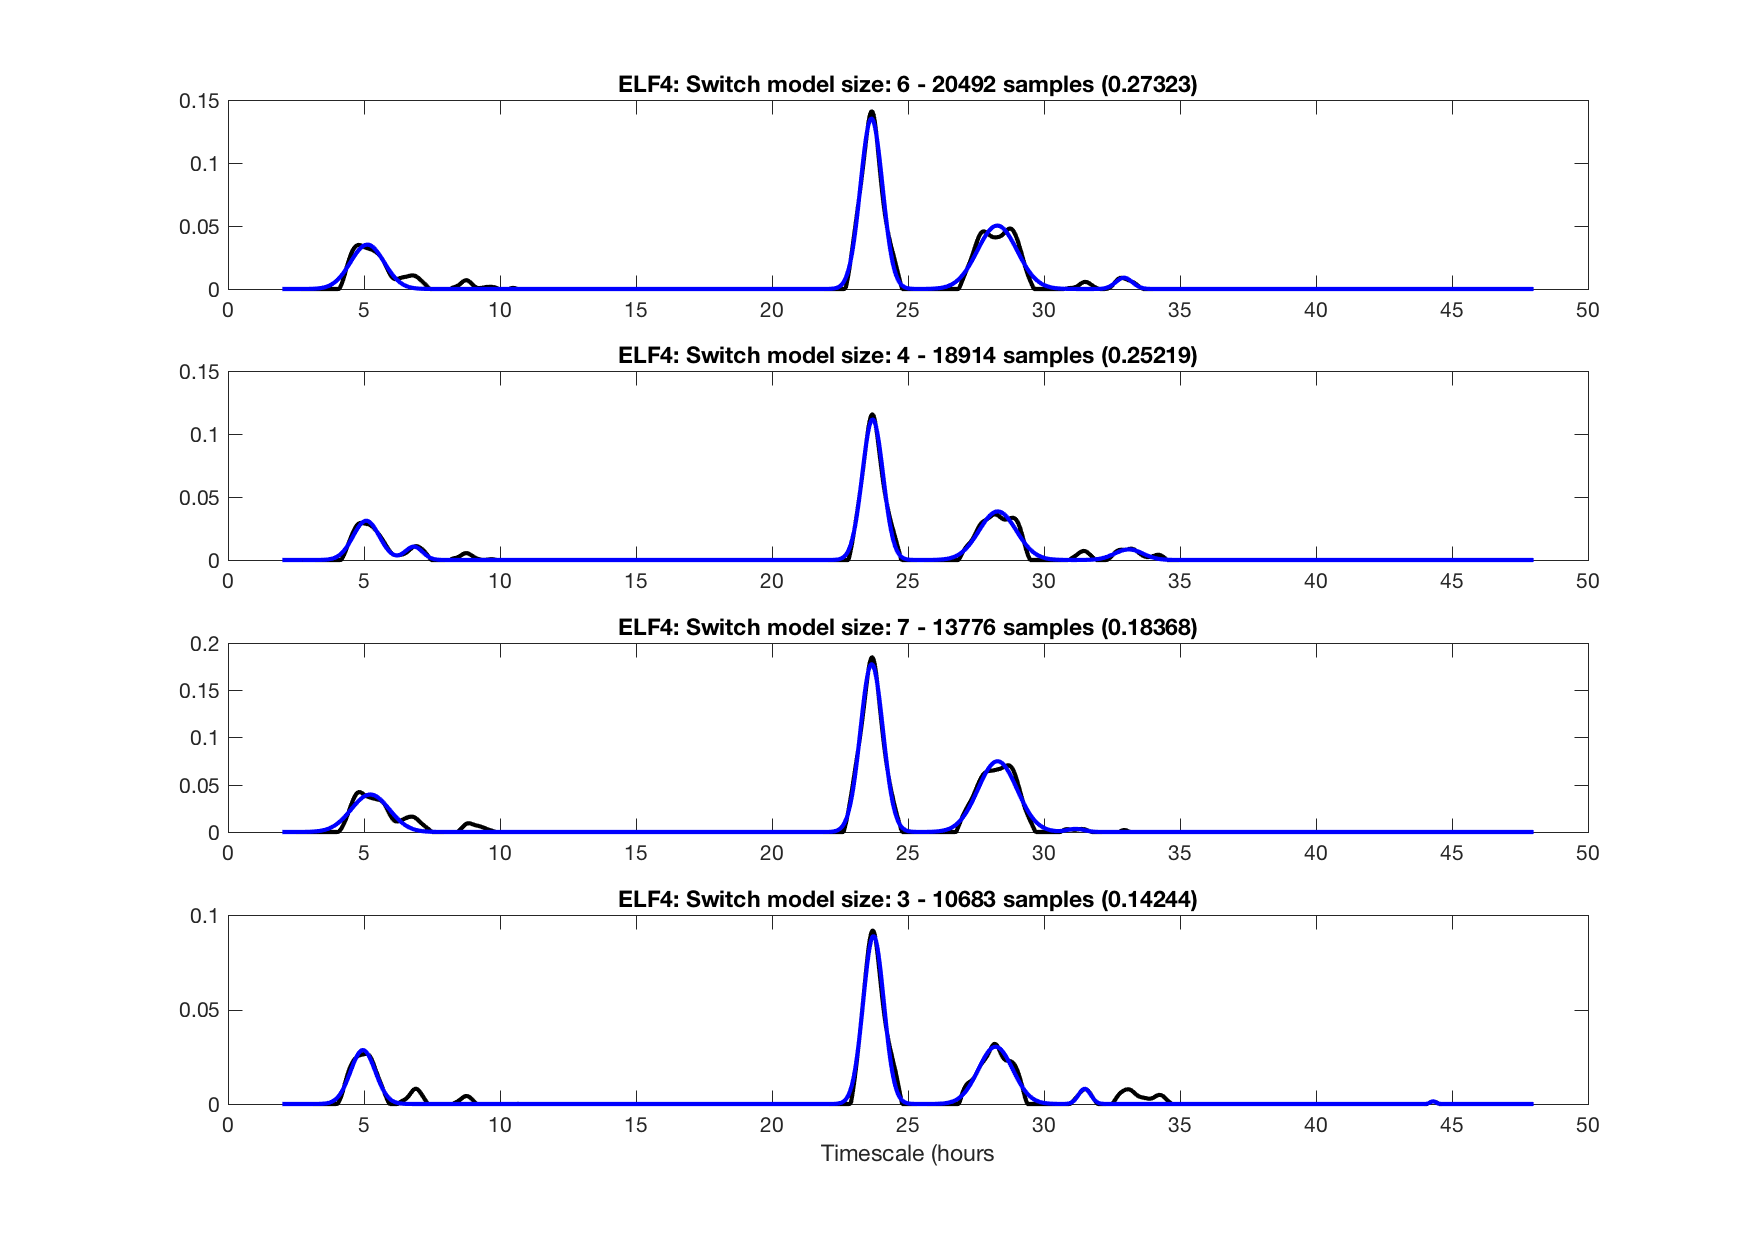 ELF4: Switch model size: 6 - 20492 samples (0.27323)
0.15
0.1
0.05
0
0 5 10 15 20 25 30 35 40 45 50
ELF4: Switch model size: 4 - 18914 samples (0.25219)
0.15
0.1
0.05
0
0 5 10 15 20 25 30 35 40 45 50
ELF4: Switch model size: 7 - 13776 samples (0.18368)
0.2
0.15
0.1
0.05
0
0 5 10 15 20 25 30 35 40 45 50
ELF4: Switch model size: 3 - 10683 samples (0.14244)
0.1
0.05
0
0 5 10 15 20 25 30 35 40 45 50
Timescale (hours